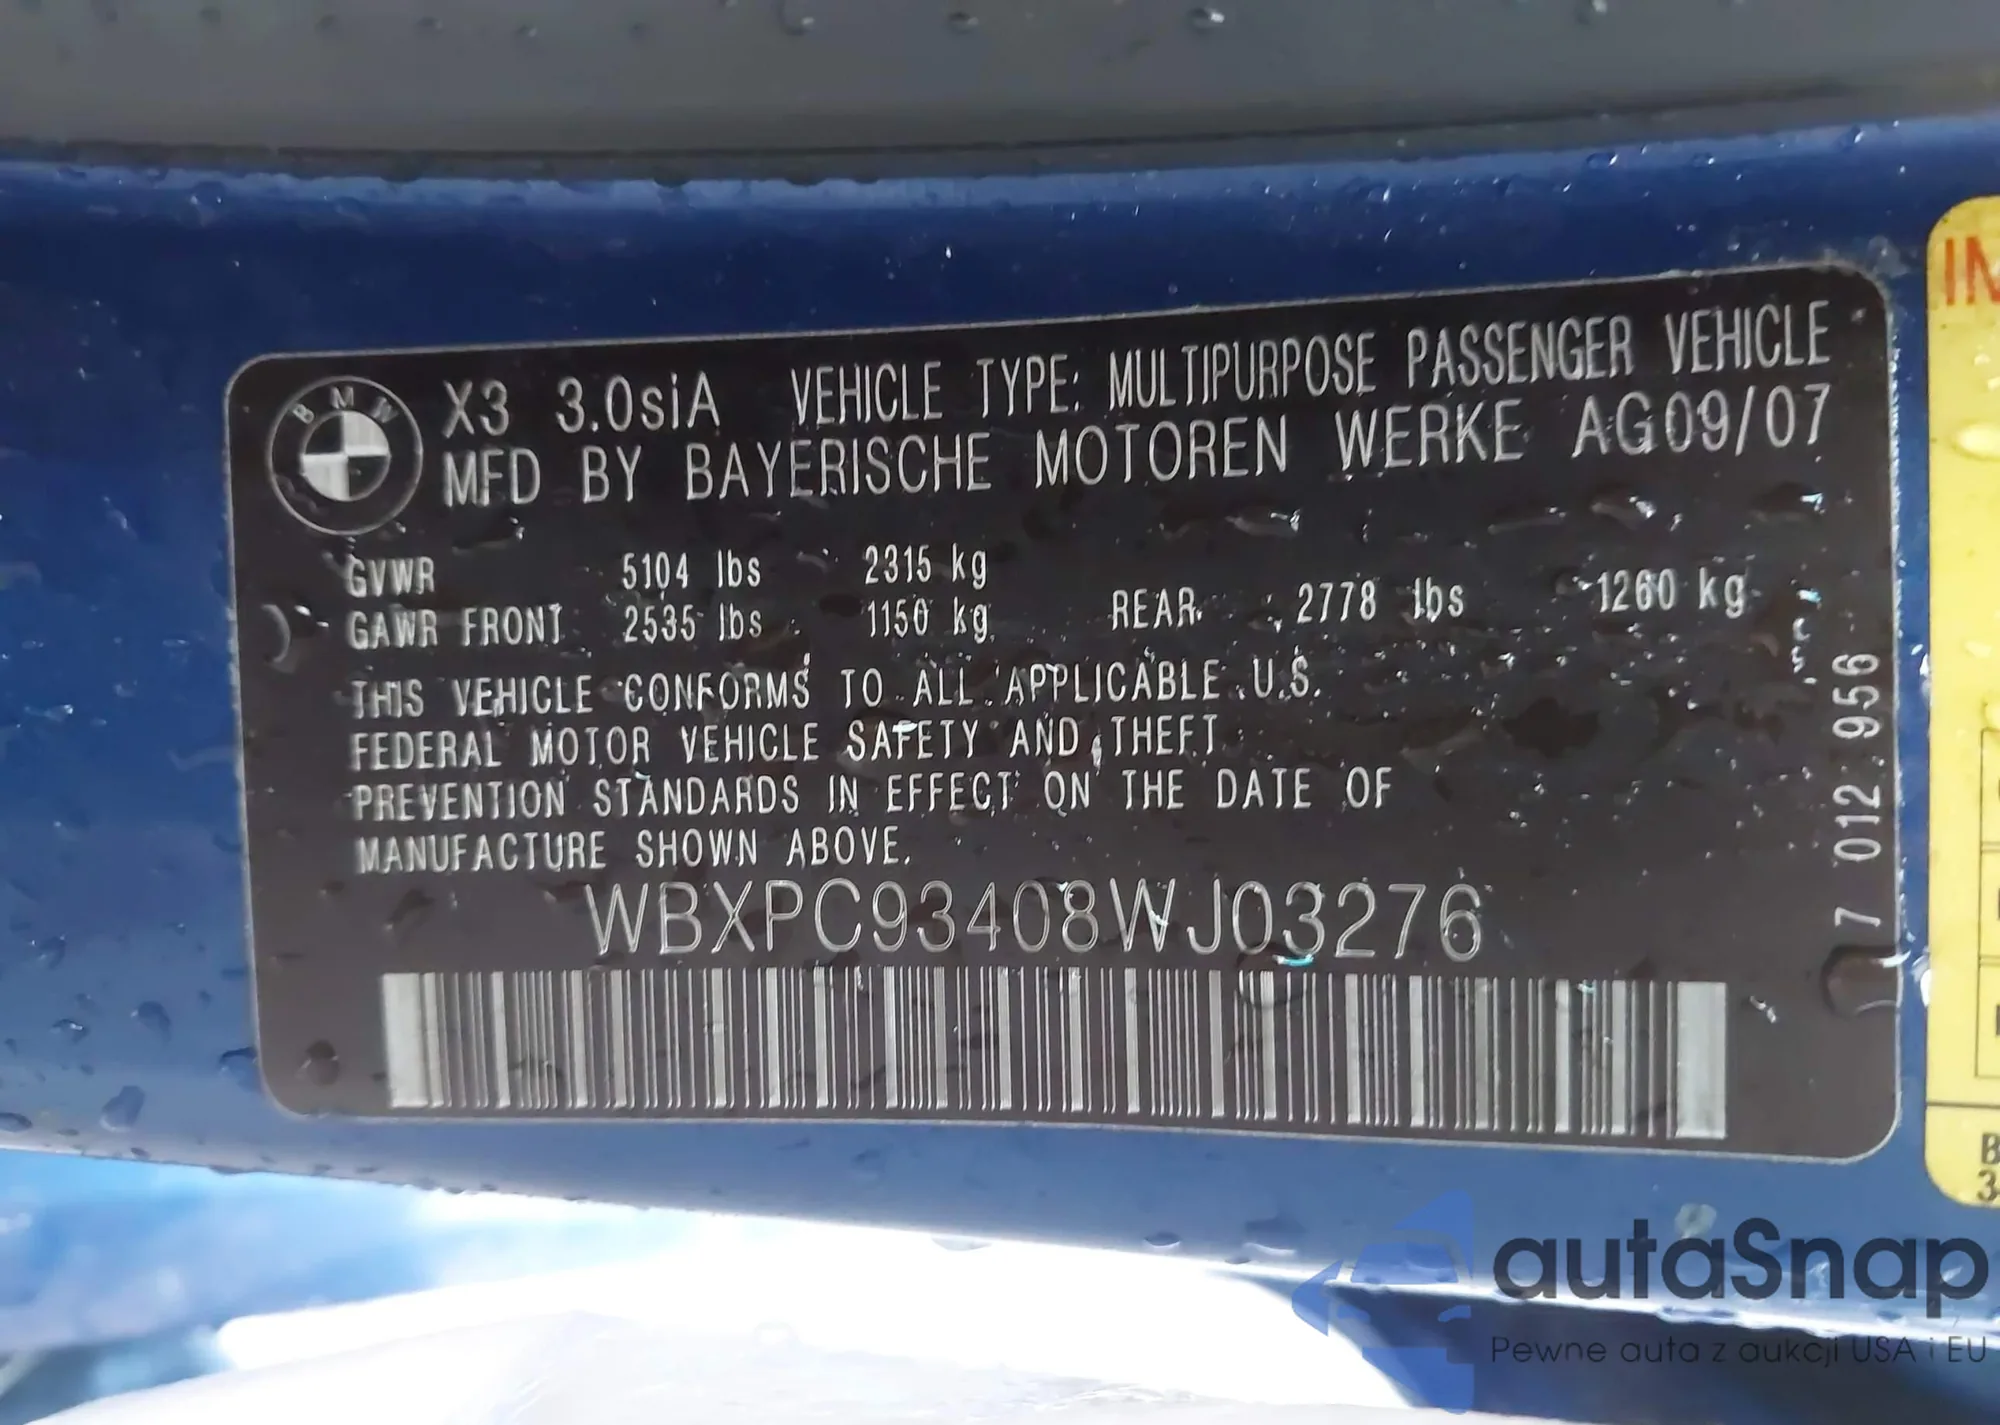 BMW
X3 3.0siA VEHICLE TYPE: MULTIPURPOSE PASSENGER VEHICLE
MFD BY BAYERISCHE MOTOREN WERKE AG09/07
GVWR 5104 lbs 2315 kg
GAWR FRONT 2535 lbs 1150 kg REAR 2778 lbs 1260 kg
THIS VEHICLE CONFORMS TO ALL APPLICABLE U.S.
FEDERAL MOTOR VEHICLE SAFETY AND THEFT
PREVENTION STANDARDS IN EFFECT ON THE DATE OF
MANUFACTURE SHOWN ABOVE.
WBXPC93408WJ03276
7 012 956
autaSnap
Pewne auta z aukcji USA i EU